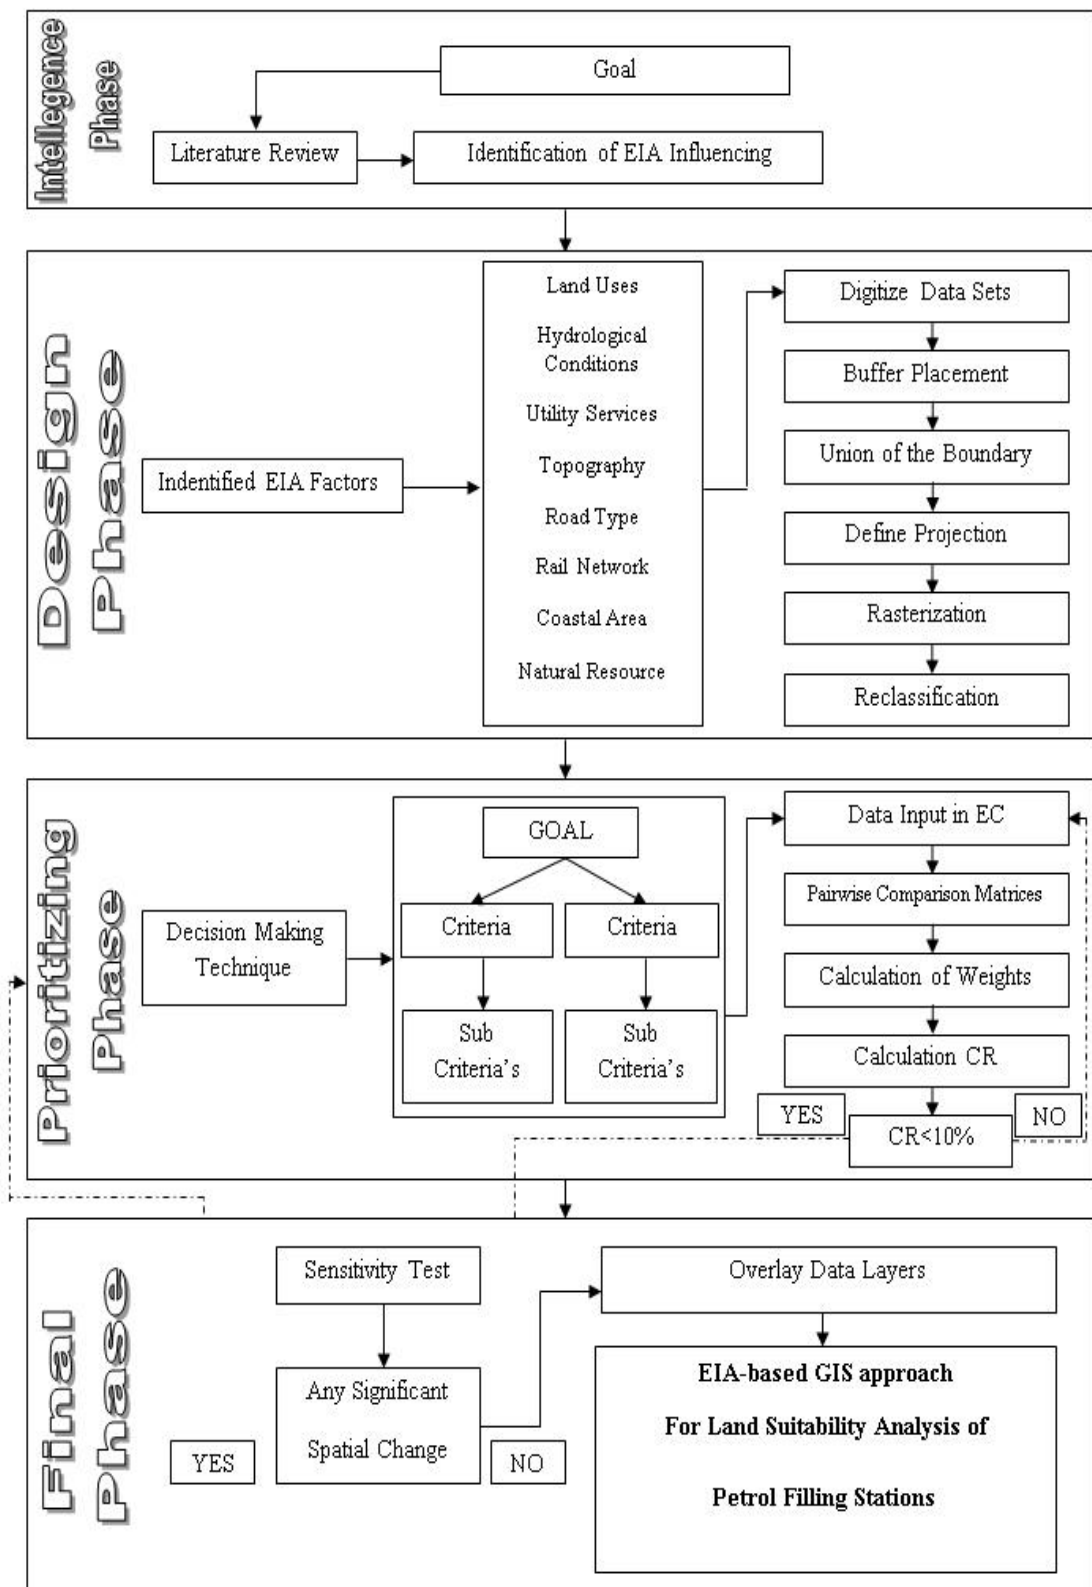 Intellegence
Phase
Goal
Literature Review
Identification of EIA Influencing
Design
Phase
Indentified EIA Factors
Land Uses
Hydrological
Conditions
Utility Services
Topography
Road Type
Rail Network
Coastal Area
Natural Resource
Digitize Data Sets
Buffer Placement
Union of the Boundary
Define Projection
Rasterization
Reclassification
Prioritizing
Phase
Decision Making
Technique
GOAL
Criteria
Criteria
Sub
Criteria's
Sub
Criteria's
Data Input in EC
Pairwise Comparison Matrices
Calculation of Weights
Calculation CR
YES
NO
CR<10%
Final
Phase
Sensitivity Test
Any Significant
Spatial Change
YES
NO
Overlay Data Layers
EIA-based GIS approach
For Land Suitability Analysis of
Petrol Filling Stations